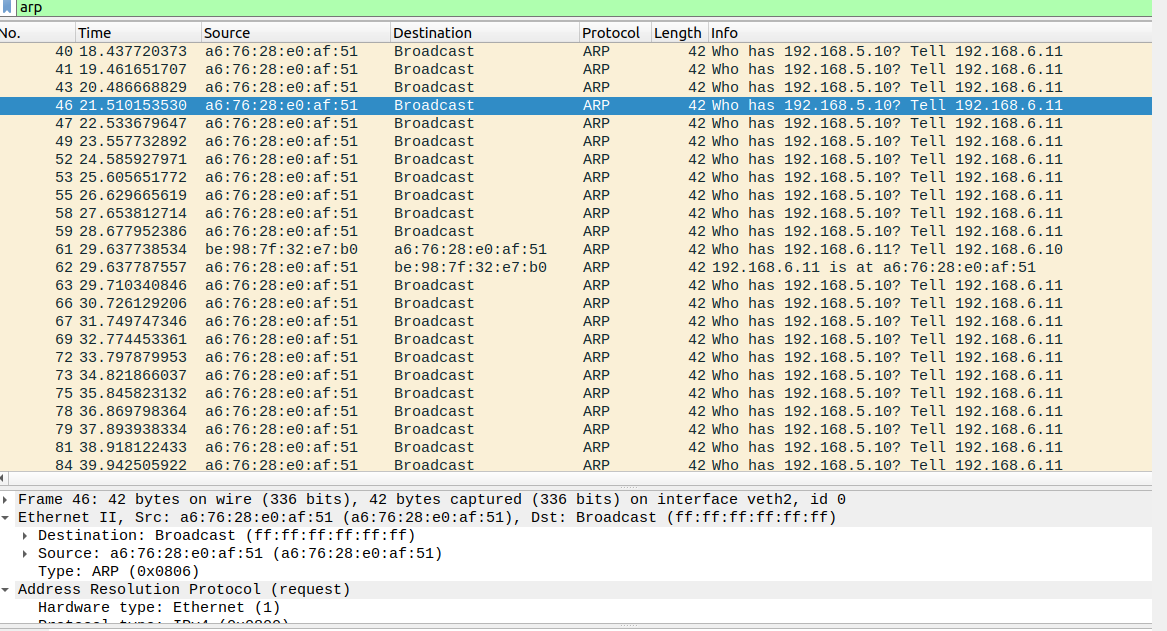 arp
No. Time Source Destination Protocol Length Info
40 18.437720373 a6:76:28:e0:af:51 Broadcast ARP 42 Who has 192.168.5.10? Tell 192.168.6.11
41 19.461651707 a6:76:28:e0:af:51 Broadcast ARP 42 Who has 192.168.5.10? Tell 192.168.6.11
43 20.486668829 a6:76:28:e0:af:51 Broadcast ARP 42 Who has 192.168.5.10? Tell 192.168.6.11
46 21.510153530 a6:76:28:e0:af:51 Broadcast ARP 42 Who has 192.168.5.10? Tell 192.168.6.11
47 22.533679647 a6:76:28:e0:af:51 Broadcast ARP 42 Who has 192.168.5.10? Tell 192.168.6.11
49 23.557732892 a6:76:28:e0:af:51 Broadcast ARP 42 Who has 192.168.5.10? Tell 192.168.6.11
52 24.585927971 a6:76:28:e0:af:51 Broadcast ARP 42 Who has 192.168.5.10? Tell 192.168.6.11
53 25.605651772 a6:76:28:e0:af:51 Broadcast ARP 42 Who has 192.168.5.10? Tell 192.168.6.11
55 26.629665619 a6:76:28:e0:af:51 Broadcast ARP 42 Who has 192.168.5.10? Tell 192.168.6.11
58 27.653812714 a6:76:28:e0:af:51 Broadcast ARP 42 Who has 192.168.5.10? Tell 192.168.6.11
59 28.677952386 a6:76:28:e0:af:51 Broadcast ARP 42 Who has 192.168.5.10? Tell 192.168.6.11
61 29.637738534 be:98:7f:32:e7:b0 a6:76:28:e0:af:51 ARP 42 Who has 192.168.6.11? Tell 192.168.6.10
62 29.637787557 a6:76:28:e0:af:51 be:98:7f:32:e7:b0 ARP 42 192.168.6.11 is at a6:76:28:e0:af:51
63 29.710340846 a6:76:28:e0:af:51 Broadcast ARP 42 Who has 192.168.5.10? Tell 192.168.6.11
66 30.726129206 a6:76:28:e0:af:51 Broadcast ARP 42 Who has 192.168.5.10? Tell 192.168.6.11
67 31.749747346 a6:76:28:e0:af:51 Broadcast ARP 42 Who has 192.168.5.10? Tell 192.168.6.11
69 32.774453361 a6:76:28:e0:af:51 Broadcast ARP 42 Who has 192.168.5.10? Tell 192.168.6.11
72 33.797879953 a6:76:28:e0:af:51 Broadcast ARP 42 Who has 192.168.5.10? Tell 192.168.6.11
73 34.821866037 a6:76:28:e0:af:51 Broadcast ARP 42 Who has 192.168.5.10? Tell 192.168.6.11
75 35.845823132 a6:76:28:e0:af:51 Broadcast ARP 42 Who has 192.168.5.10? Tell 192.168.6.11
78 36.869798364 a6:76:28:e0:af:51 Broadcast ARP 42 Who has 192.168.5.10? Tell 192.168.6.11
79 37.893938334 a6:76:28:e0:af:51 Broadcast ARP 42 Who has 192.168.5.10? Tell 192.168.6.11
81 38.918122433 a6:76:28:e0:af:51 Broadcast ARP 42 Who has 192.168.5.10? Tell 192.168.6.11
84 39.942505922 a6:76:28:e0:af:51 Broadcast ARP 42 Who has 192.168.5.10? Tell 192.168.6.11
Frame 46: 42 bytes on wire (336 bits), 42 bytes captured (336 bits) on interface veth2, id 0
Ethernet II, Src: a6:76:28:e0:af:51 (a6:76:28:e0:af:51), Dst: Broadcast (ff:ff:ff:ff:ff:ff)
Destination: Broadcast (ff:ff:ff:ff:ff:ff)
Source: a6:76:28:e0:af:51 (a6:76:28:e0:af:51)
Type: ARP (0x0806)
Address Resolution Protocol (request)
Hardware type: Ethernet (1)
Protocol type: IPv4 (0x0800)